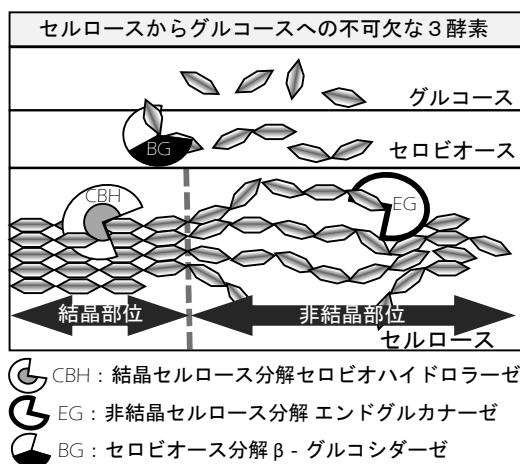 セルロースからグルコースへの不可欠な3酵素
グルコース
BG
セロビオース
CBH
EG
結晶部位
非結晶部位
セルロース
CBH : 結晶セルロース分解セロビオハイドロラーゼ
EG : 非結晶セルロース分解 エンドグルカナーゼ
BG : セロビオース分解 β - グルコシダーゼ